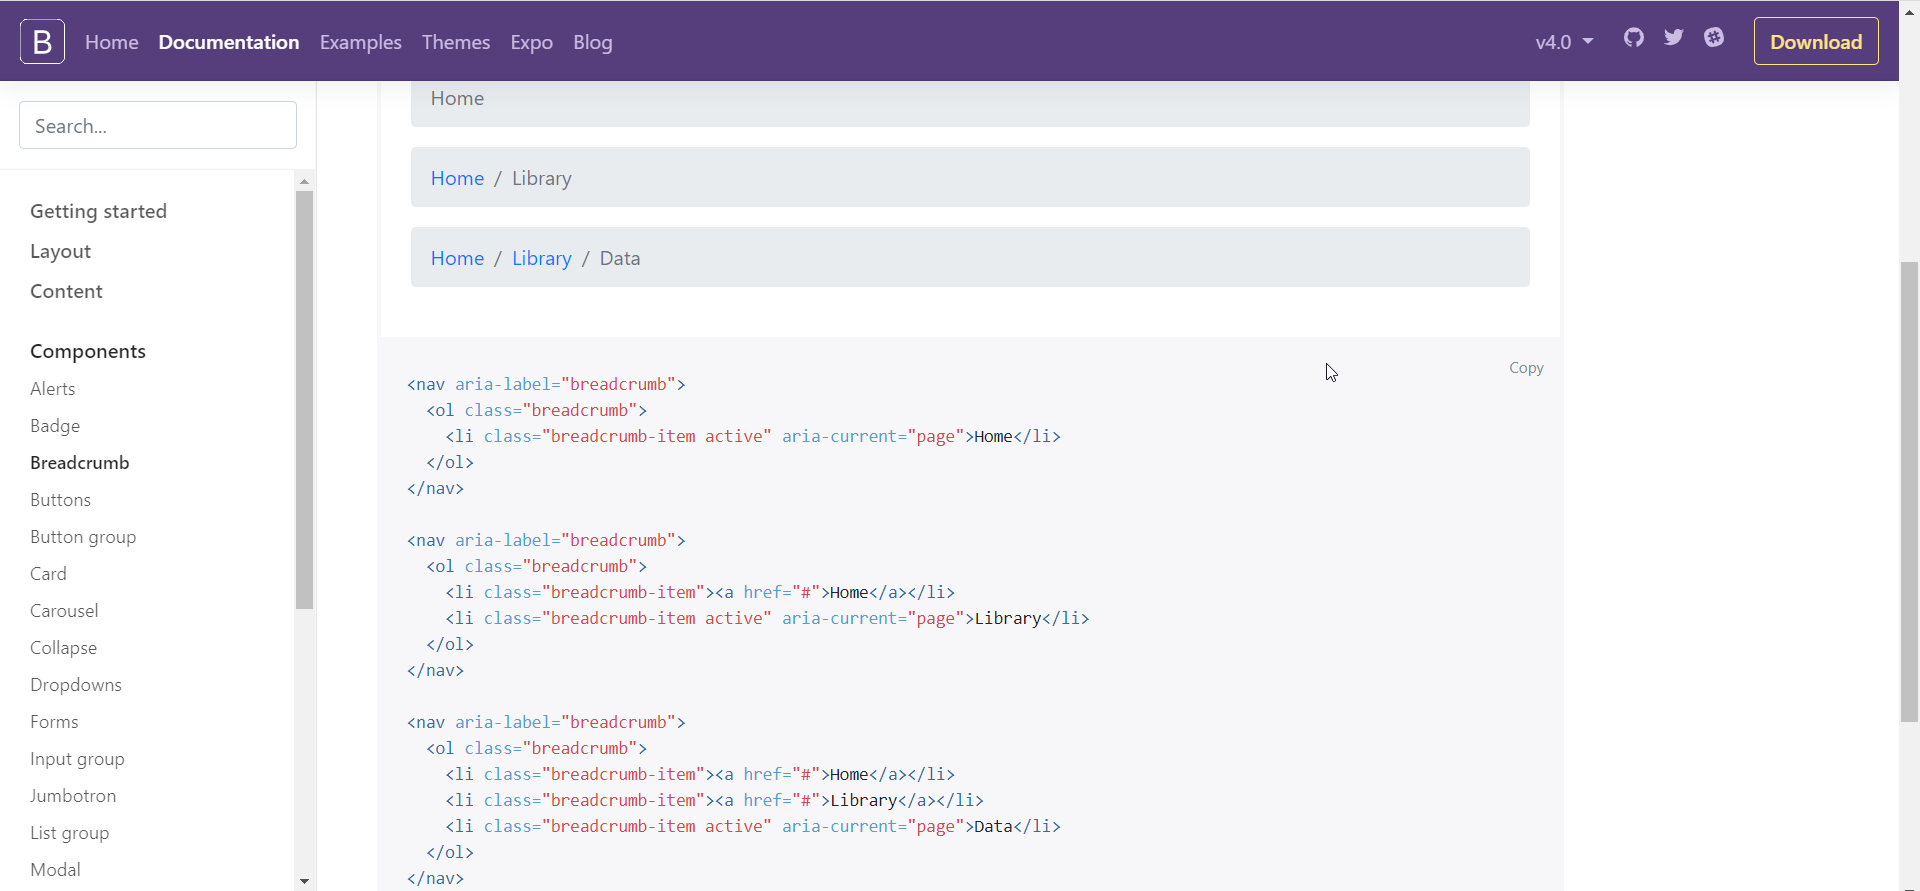 B Home Documentation Examples Themes Expo Blog v4.0 Download
Search...
Getting started
Layout
Content
Components
Alerts
Badge
Breadcrumb
Buttons
Button group
Card
Carousel
Collapse
Dropdowns
Forms
Input group
Jumbotron
List group
Modal
Home
Home / Library
Home / Library / Data
Copy
<nav aria-label="breadcrumb">
  <ol class="breadcrumb">
    <li class="breadcrumb-item active" aria-current="page">Home</li>
  </ol>
</nav>
<nav aria-label="breadcrumb">
  <ol class="breadcrumb">
    <li class="breadcrumb-item"><a href="#">Home</a></li>
    <li class="breadcrumb-item active" aria-current="page">Library</li>
  </ol>
</nav>
<nav aria-label="breadcrumb">
  <ol class="breadcrumb">
    <li class="breadcrumb-item"><a href="#">Home</a></li>
    <li class="breadcrumb-item"><a href="#">Library</a></li>
    <li class="breadcrumb-item active" aria-current="page">Data</li>
  </ol>
</nav>